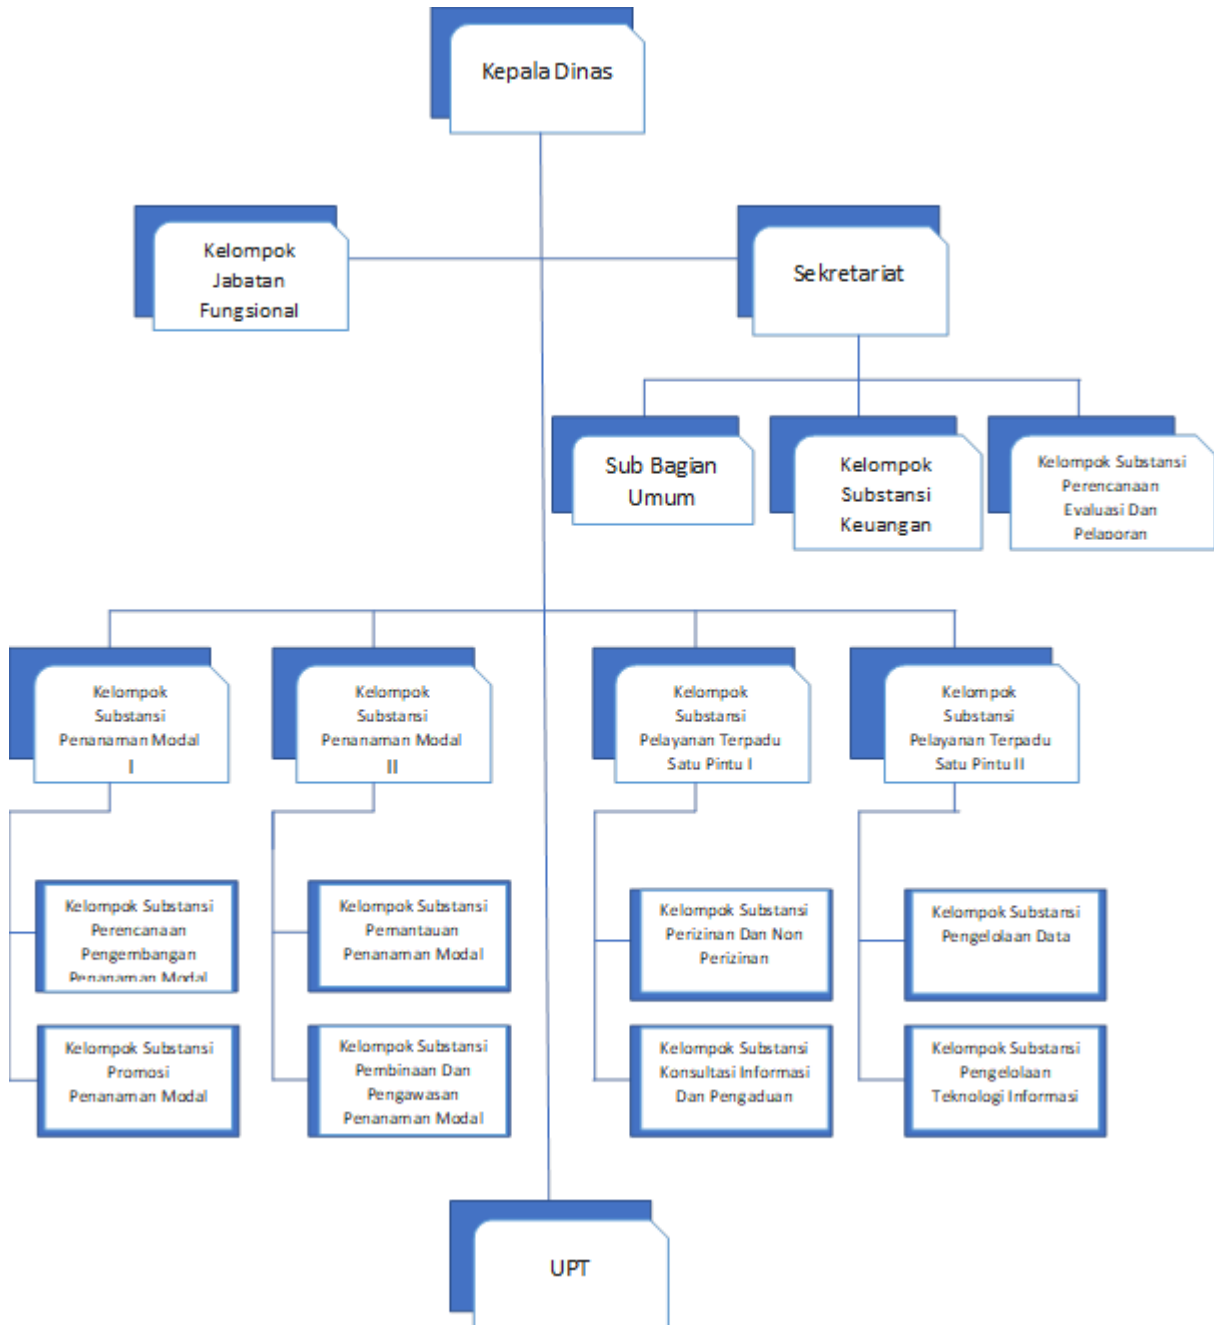 Kepala Dinas
Kelompok
Jabatan
Fungsional
Sekretariat
Sub Bagian
Umum
Kelompok
Substansi
Keuangan
Kelompok Substansi
Perencanaan
Evaluasi Dan
Pelaporan
Kelompok
Substansi
Penanaman Modal
I
Kelompok
Substansi
Penanaman Modal
II
Kelompok
Substansi
Pelayanan Terpadu
Satu Pintu I
Kelompok
Substansi
Pelayanan Terpadu
Satu Pintu II
Kelompok Substansi
Perencanaan
Pengembangan
Penanaman Modal
Kelompok Substansi
Pemantauan
Penanaman Modal
Kelompok Substansi
Perizinan Dan Non
Perizinan
Kelompok Substansi
Pengelolaan Data
Kelompok Substansi
Promosi
Penanaman Modal
Kelompok Substansi
Pembinaan Dan
Pengawasan
Penanaman Modal
Kelompok Substansi
Konsultasi Informasi
Dan Pengaduan
Kelompok Substansi
Pengelolaan
Teknologi Informasi
UPT